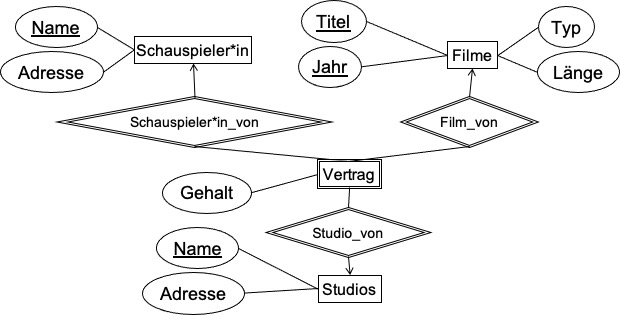 Name
Schauspieler*in
Adresse
Titel
Jahr
Filme
Typ
Länge
Schauspieler*in_von
Film_von
Vertrag
Gehalt
Studio_von
Name
Adresse
Studios